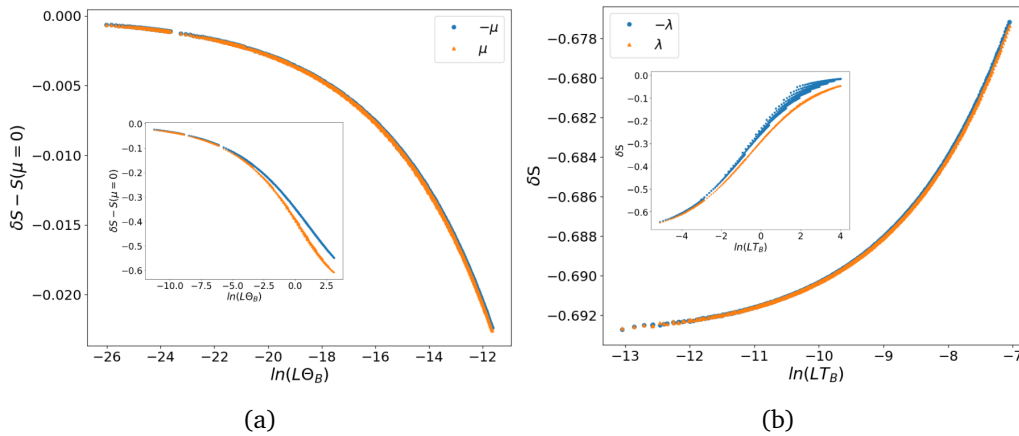 0.000
−0.005
−0.010
−0.015
−0.020
δS − S(μ = 0)
−26 −24 −22 −20 −18 −16 −14 −12
ln(LΘ_B)
−μ
μ
0.0
−0.1
−0.2
−0.3
−0.4
−0.5
−0.6
δS − S(μ = 0)
−10.0 −7.5 −5.0 −2.5 0.0 2.5
ln(LΘ_B)
(a)
−0.678
−0.680
−0.682
−0.684
−0.686
−0.688
−0.690
−0.692
δS
−13 −12 −11 −10 −9 −8 −7
ln(LT_B)
−λ
λ
0.0
−0.1
−0.2
−0.3
−0.4
−0.5
−0.6
δS
−4 −2 0 2 4
ln(LT_B)
(b)